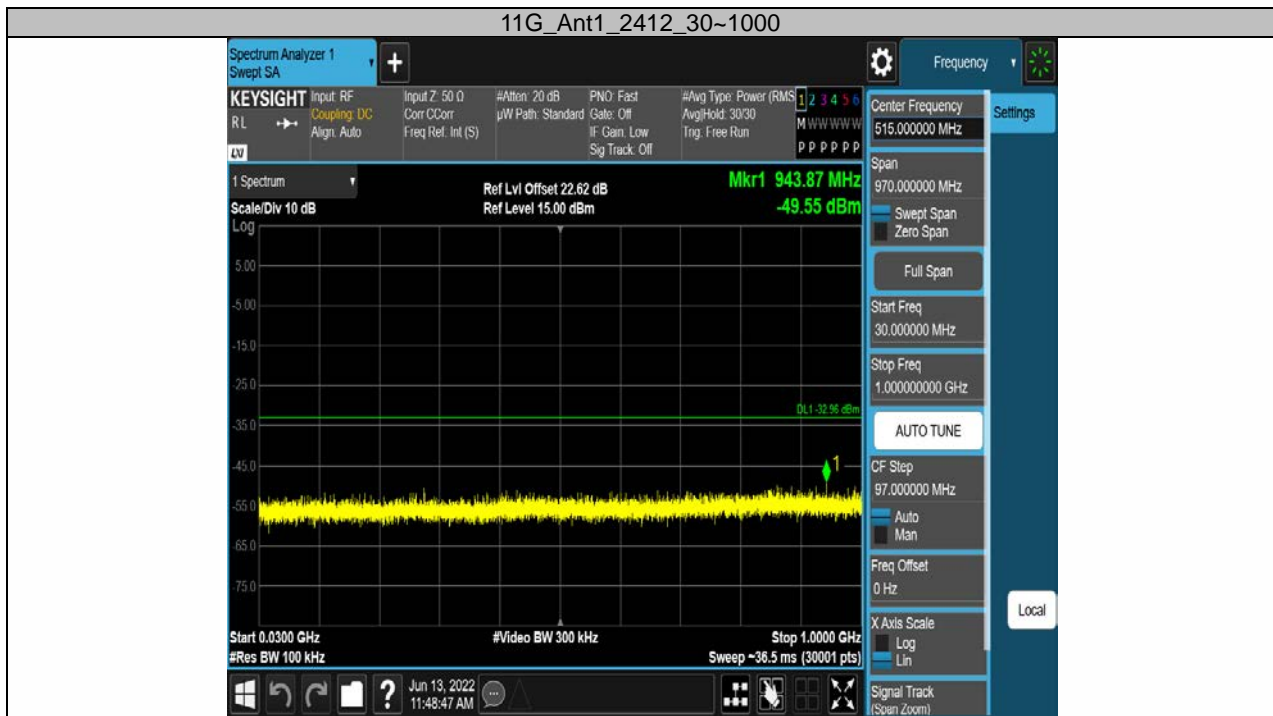 11G_Ant1_2412_30~1000
Spectrum Analyzer 1
Swept SA
Frequency
KEYSIGHT
RL
LXI
Input: RF
Coupling: DC
Align: Auto
Input Z: 50 Ω
Corr CCorr
Freq Ref: Int (S)
#Atten: 20 dB
µW Path: Standard
PNO: Fast
Gate: Off
IF Gain: Low
Sig Track: Off
#Avg Type: Power (RMS
Avg|Hold: 30/30
Trig: Free Run
1 2 3 4 5 6
M W W W W W
P P P P P P
1 Spectrum
Scale/Div 10 dB
Log
Ref Lvl Offset 22.62 dB
Ref Level 15.00 dBm
Mkr1 943.87 MHz
-49.55 dBm
5.00
-5.00
-15.0
-25.0
DL1 -32.96 dBm
-35.0
-45.0
1
-55.0
-65.0
-75.0
Start 0.0300 GHz
#Res BW 100 kHz
#Video BW 300 kHz
Stop 1.0000 GHz
Sweep ~36.5 ms (30001 pts)
Jun 13, 2022
11:48:47 AM
Center Frequency
515.000000 MHz
Span
970.000000 MHz
Swept Span
Zero Span
Full Span
Start Freq
30.000000 MHz
Stop Freq
1.000000000 GHz
AUTO TUNE
CF Step
97.000000 MHz
Auto
Man
Freq Offset
0 Hz
X Axis Scale
Log
Lin
Signal Track
(Span Zoom)
Settings
Local